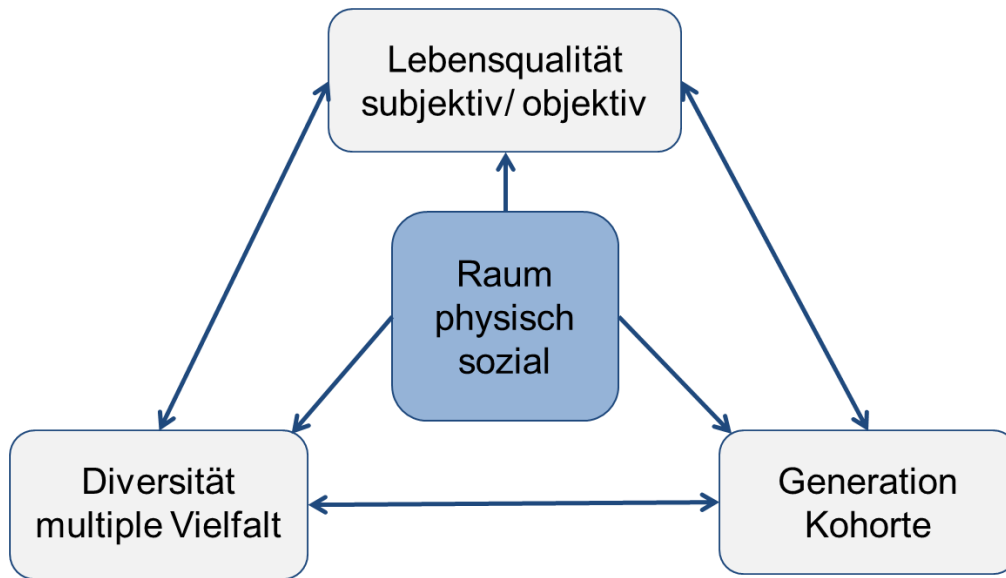 Lebensqualität
subjektiv/ objektiv
Raum
physisch
sozial
Diversität
multiple Vielfalt
Generation
Kohorte